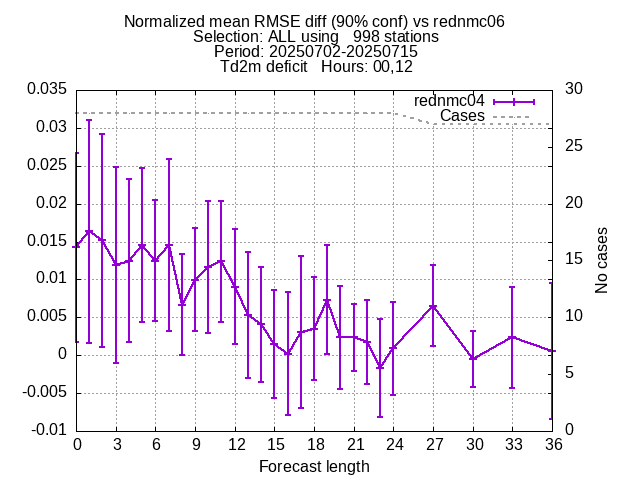 Normalized mean RMSE diff (90% conf) vs rednmc06
Selection: ALL using   998 stations
Period: 20250702-20250715
Td2m deficit   Hours: 00,12
rednmc04
Cases
0.035
0.03
0.025
0.02
0.015
0.01
0.005
0
-0.005
-0.01
30
25
20
15
10
5
0
No cases
0 3 6 9 12 15 18 21 24 27 30 33 36
Forecast length